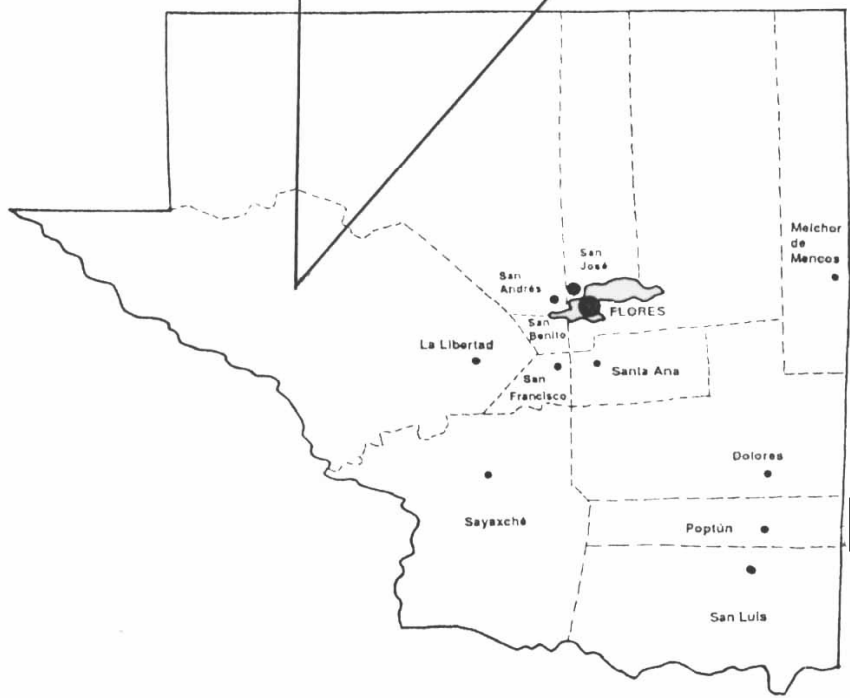 Melchor
de
Mencos
San
José
San
Andrés
FLORES
San
Benito
La Libertad
Santa Ana
San
Francisco
Dolores
Sayaxché
Poptún
San Luis